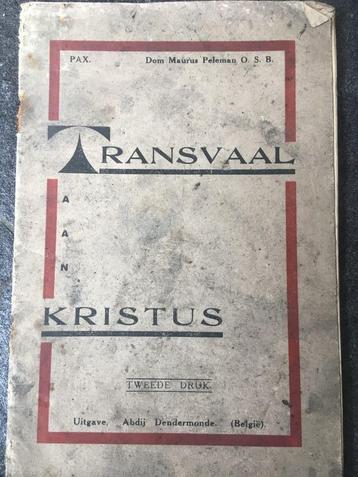 PAX. Dom Maurus Peleman O. S. B.
TRANSVAAL
AAN
KRISTUS
TWEEDE DRUK.
Uitgave, Abdij Dendermonde. (België).